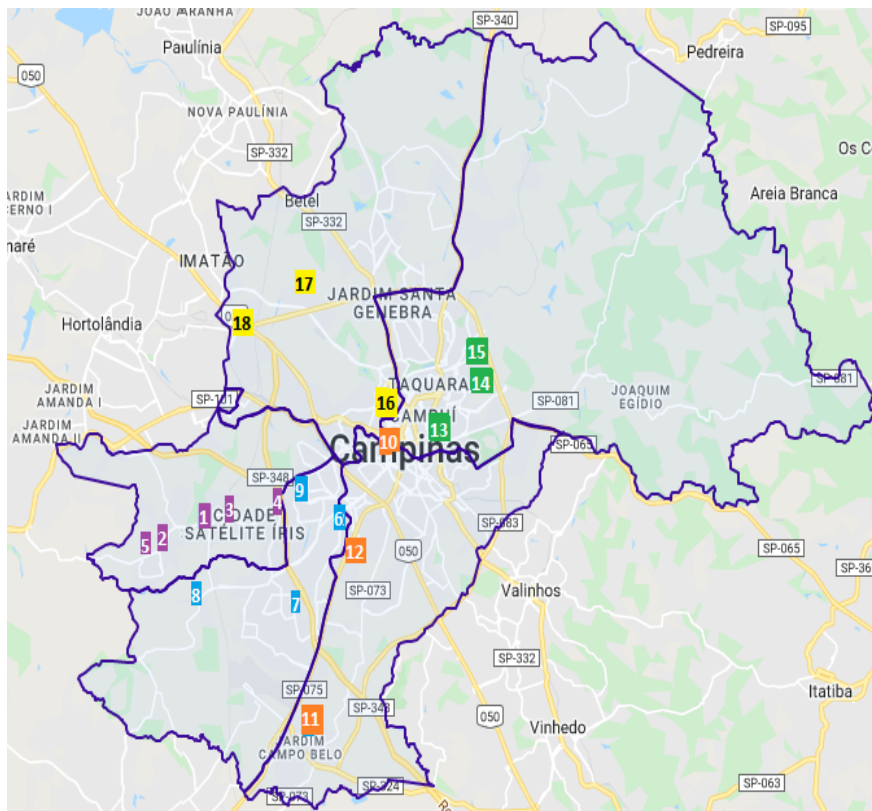 JOÃO ARANHA
SP-340
SP-095
Paulínia
Pedreira
050
NOVA PAULÍNIA
SP-332
Os C
JARDIM
CERNO I
Areia Branca
Betel
SP-332
naré
IMATÃO
17
JARDIM SANTA
GENEBRA
Hortolândia
18
15
TAQUARA
14
SP-081
JARDIM
AMANDA I
SP-101
16
SP-081
JOAQUIM
EGÍDIO
CAMBUÍ
JARDIM
AMANDA II
13
10
Campinas
SP-065
SP-348
9
4
1
3
CIDADE
SATÉLITE ÍRIS
6
SP-083
5
2
12
050
SP-065
SP-36
8
7
SP-073
Valinhos
SP-332
Itatiba
SP-075
11
SP-348
050
Vinhedo
JARDIM
CAMPO BELO
SP-073
SP-324
SP-063